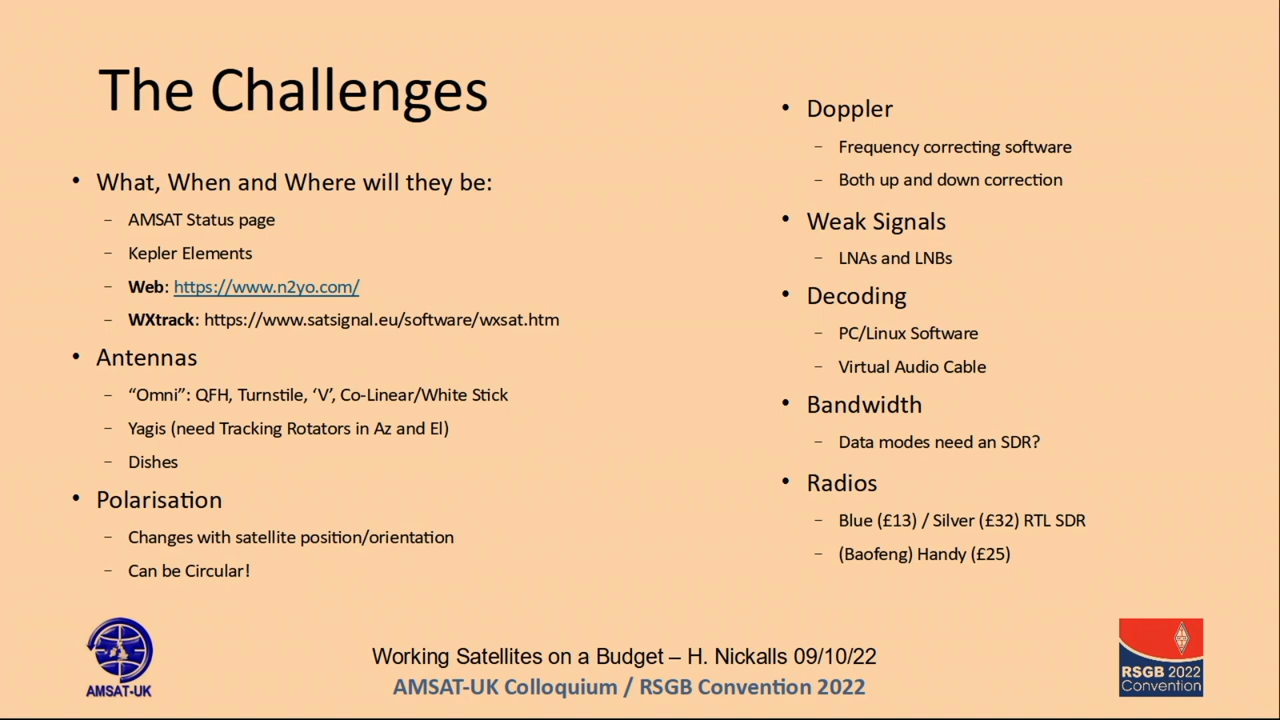 The Challenges
• What, When and Where will they be:
– AMSAT Status page
– Kepler Elements
– Web: https://www.n2yo.com/
– WXtrack: https://www.satsignal.eu/software/wxsat.htm
• Antennas
– “Omni”: QFH, Turnstile, ‘V’, Co-Linear/White Stick
– Yagis (need Tracking Rotators in Az and El)
– Dishes
• Polarisation
– Changes with satellite position/orientation
– Can be Circular!
• Doppler
– Frequency correcting software
– Both up and down correction
• Weak Signals
– LNAs and LNBs
• Decoding
– PC/Linux Software
– Virtual Audio Cable
• Bandwidth
– Data modes need an SDR?
• Radios
– Blue (£13) / Silver (£32) RTL SDR
– (Baofeng) Handy (£25)
AMSAT-UK
Working Satellites on a Budget – H. Nickalls 09/10/22
AMSAT-UK Colloquium / RSGB Convention 2022
RSGB 2022
Convention